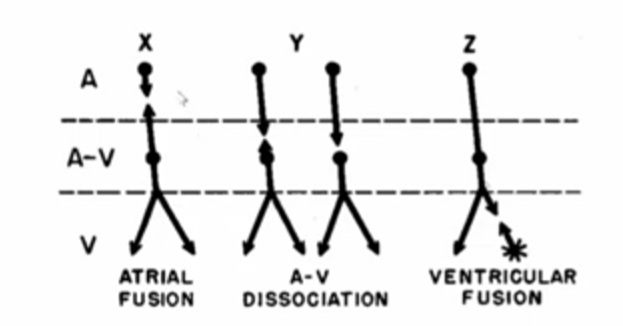 X Y Z
A
A-V
V
ATRIAL FUSION
A-V DISSOCIATION
VENTRICULAR FUSION